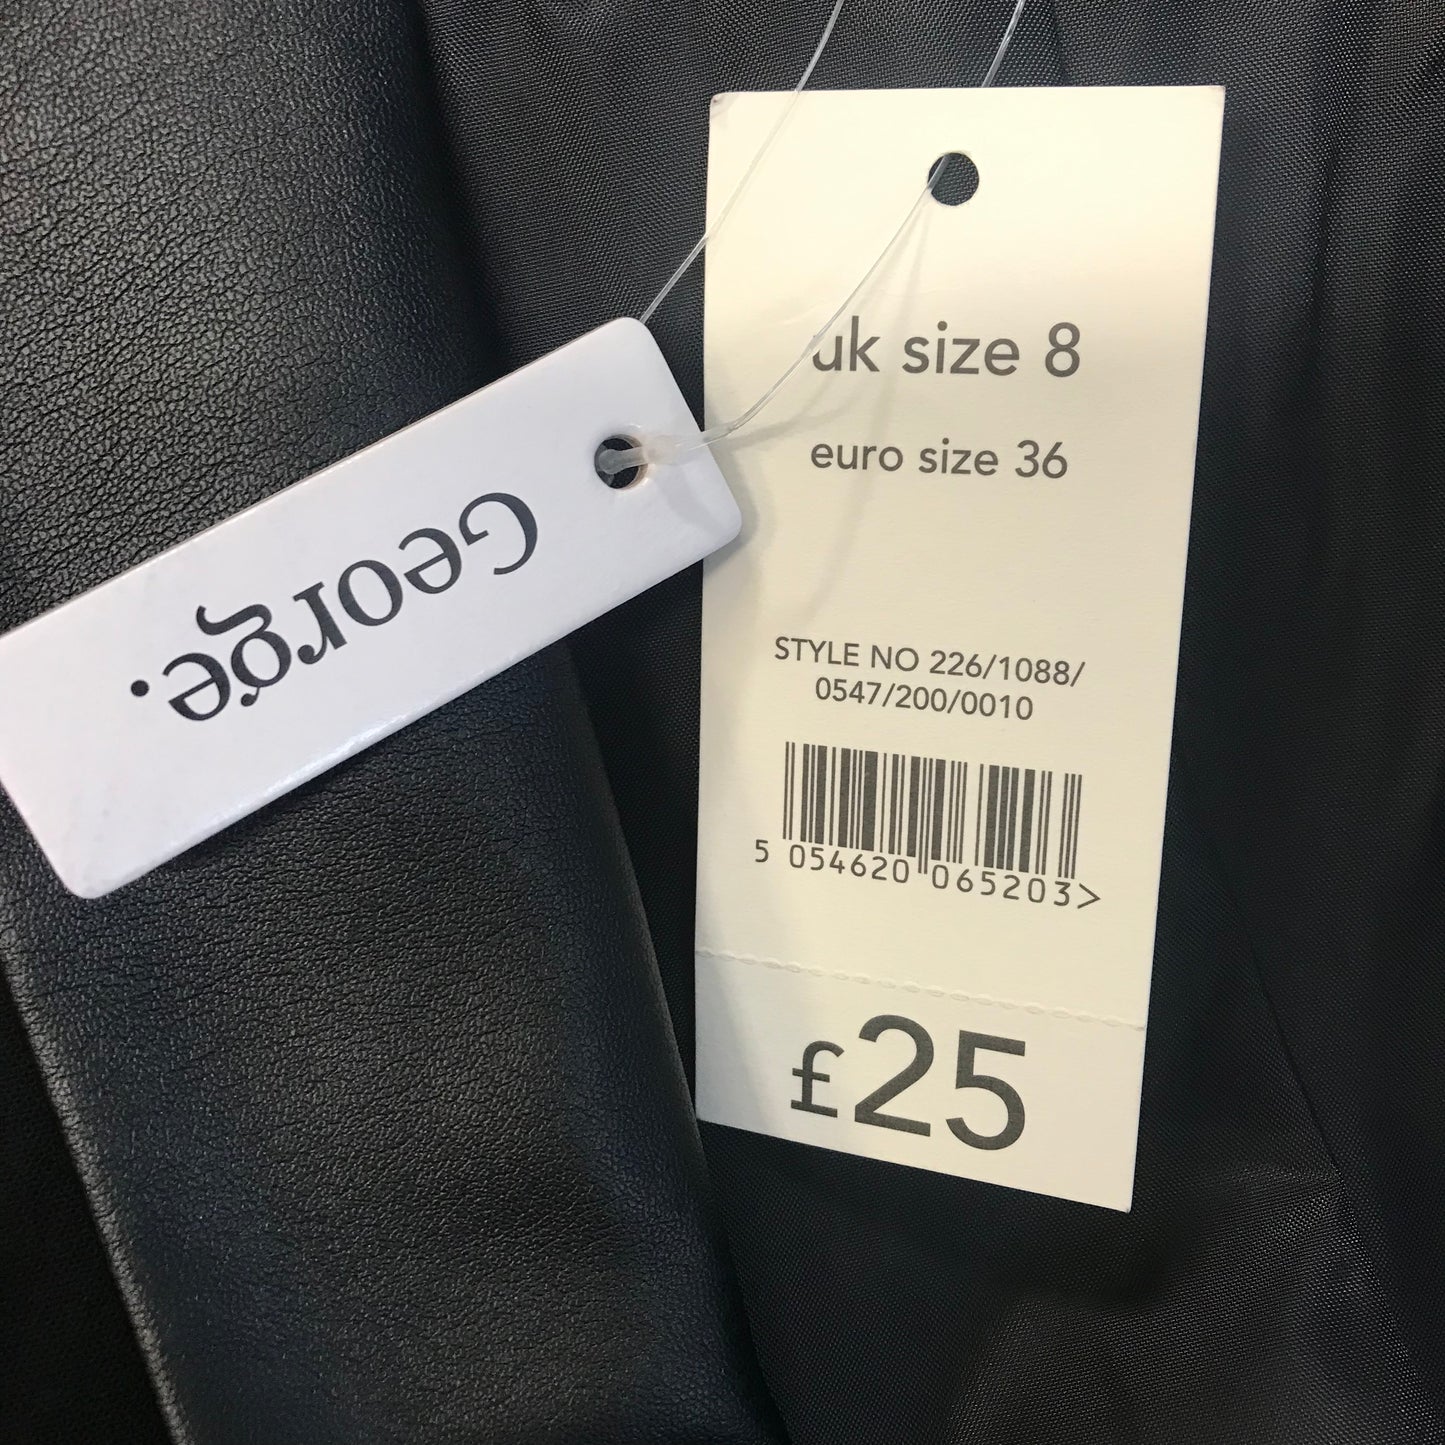 George.
uk size 8
euro size 36
STYLE NO 226/1088/
0547/200/0010
5 054620 065203>
£25